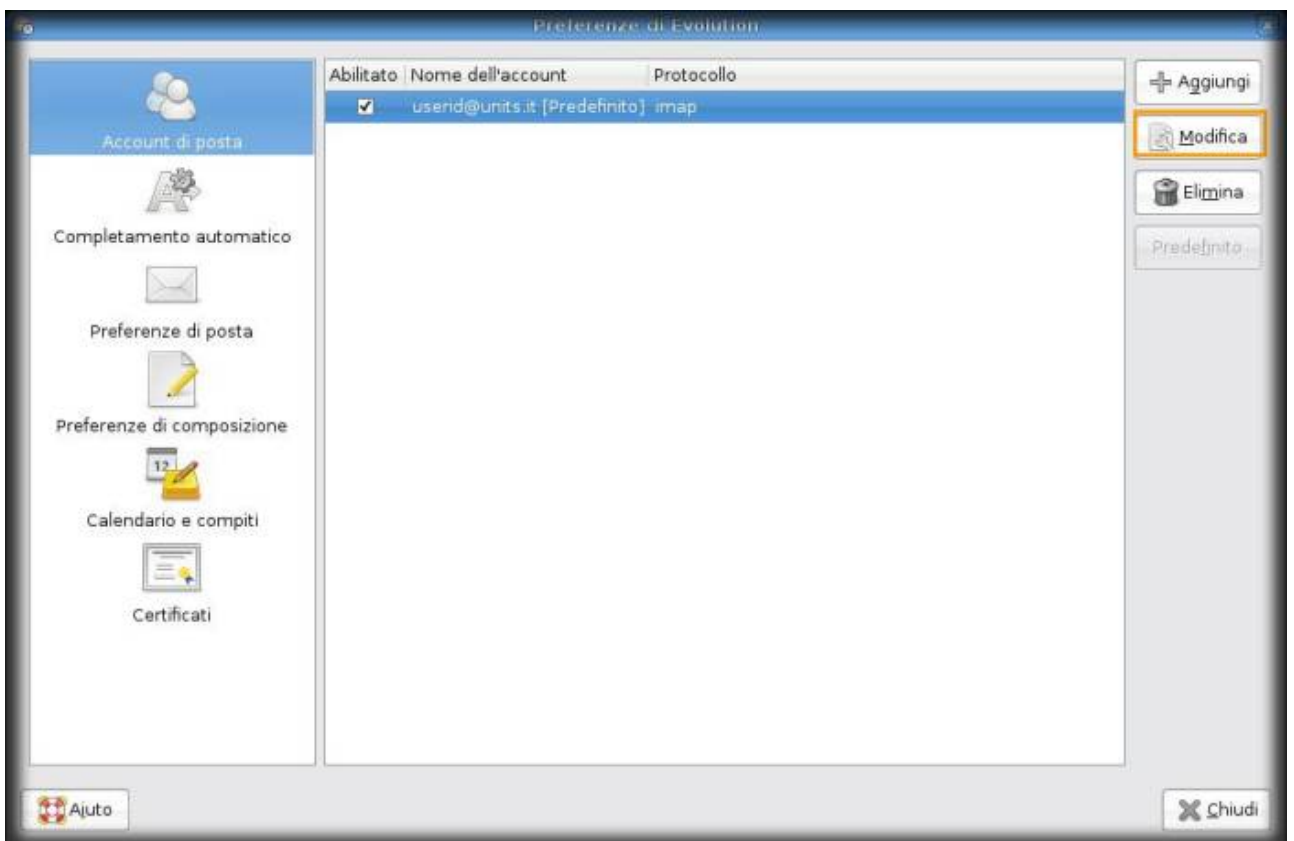 Preferenze di Evolution
Abilitato Nome dell'account Protocollo
userid@units.it [Predefinito] imap
Account di posta
Completamento automatico
Preferenze di posta
Preferenze di composizione
12
Calendario e compiti
Certificati
Aggiungi
Modifica
Elimina
Predefinito
Aiuto
Chiudi